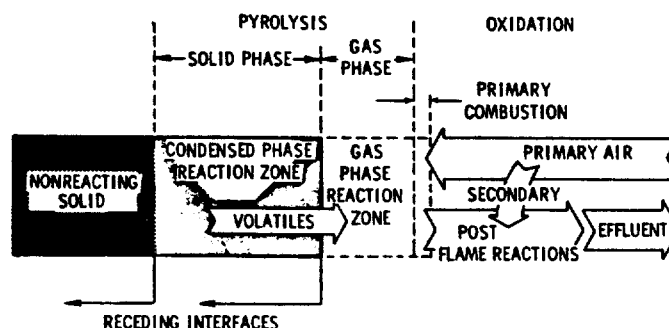 PYROLYSIS
OXIDATION
SOLID PHASE
GAS
PHASE
PRIMARY
COMBUSTION
NONREACTING
SOLID
CONDENSED PHASE
REACTION ZONE
VOLATILES
GAS
PHASE
REACTION
ZONE
PRIMARY AIR
SECONDARY
POST
FLAME REACTIONS
EFFLUENT
RECEDING INTERFACES